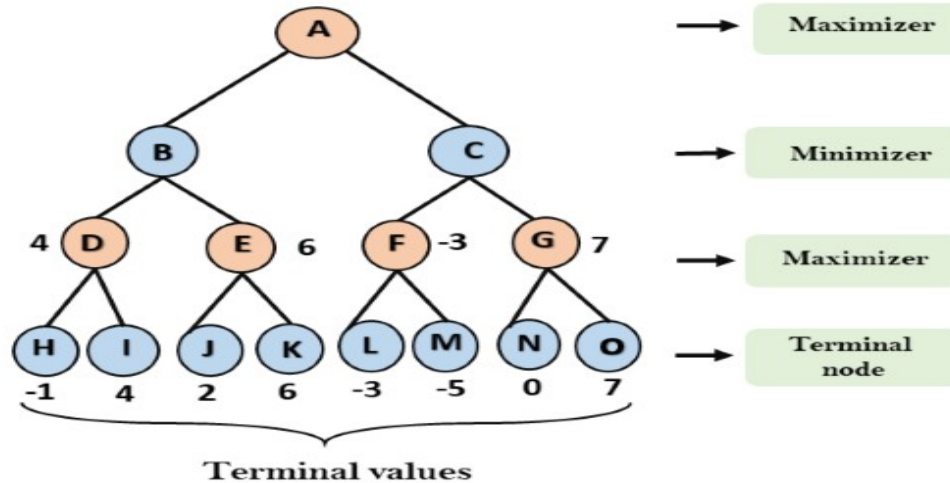 A
Maximizer
B
C
Minimizer
4 D
E 6
F -3
G 7
Maximizer
H
I
J
K
L
M
N
O
Terminal
node
-1 4 2 6 -3 -5 0 7
Terminal values